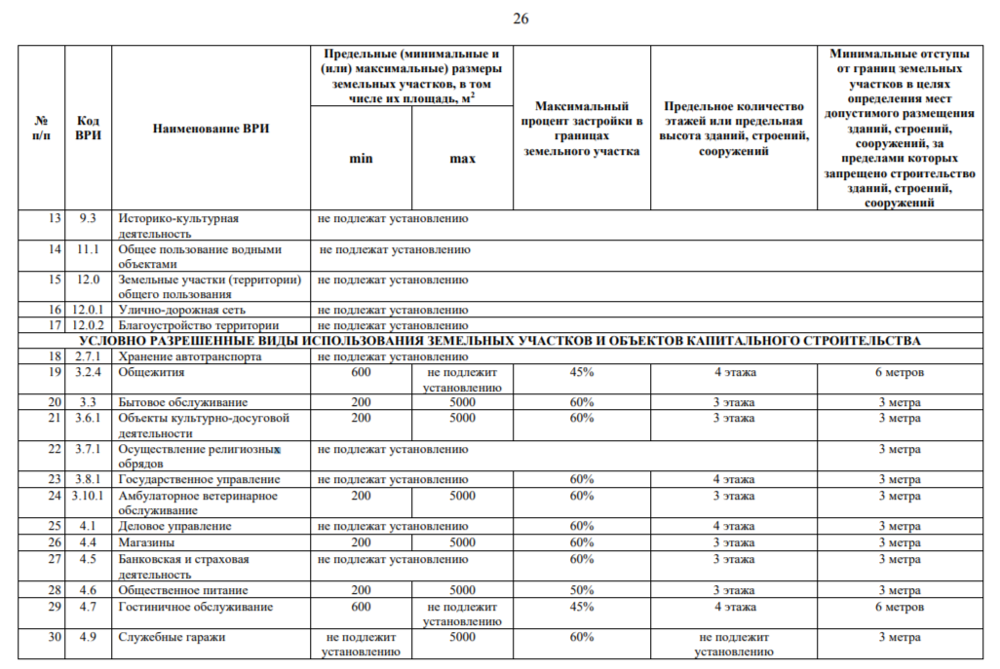 26
№ п/п
Код ВРИ
Наименование ВРИ
Предельные (минимальные и
(или) максимальные) размеры
земельных участков, в том
числе их площадь, м²
min
max
Максимальный
процент застройки в
границах
земельного участка
Предельное количество
этажей или предельная
высота зданий, строений,
сооружений
Минимальные отступы
от границ земельных
участков в целях
определения мест
допустимого размещения
зданий, строений,
сооружений, за
пределами которых
запрещено строительство
зданий, строений,
сооружений
13 9.3 Историко-культурная не подлежат установлению
деятельность
14 11.1 Общее пользование водными не подлежат установлению
объектами
15 12.0 Земельные участки (территории) не подлежат установлению
общего пользования
16 12.0.1 Улично-дорожная сеть не подлежат установлению
17 12.0.2 Благоустройство территории не подлежат установлению
УСЛОВНО РАЗРЕШЕННЫЕ ВИДЫ ИСПОЛЬЗОВАНИЯ ЗЕМЕЛЬНЫХ УЧАСТКОВ И ОБЪЕКТОВ КАПИТАЛЬНОГО СТРОИТЕЛЬСТВА
18 2.7.1 Хранение автотранспорта не подлежат установлению
19 3.2.4 Общежития 600 не подлежит 45% 4 этажа 6 метров
установлению
20 3.3 Бытовое обслуживание 200 5000 60% 3 этажа 3 метра
21 3.6.1 Объекты культурно-досуговой 200 5000 60% 3 этажа 3 метра
деятельности
22 3.7.1 Осуществление религиозных не подлежат установлению 3 метра
обрядов
23 3.8.1 Государственное управление не подлежат установлению 60% 4 этажа 3 метра
24 3.10.1 Амбулаторное ветеринарное 200 5000 60% 3 этажа 3 метра
обслуживание
25 4.1 Деловое управление не подлежат установлению 60% 4 этажа 3 метра
26 4.4 Магазины 200 5000 60% 3 этажа 3 метра
27 4.5 Банковская и страховая не подлежат установлению 60% 3 этажа 3 метра
деятельность
28 4.6 Общественное питание 200 5000 50% 3 этажа 3 метра
29 4.7 Гостиничное обслуживание 600 не подлежит 45% 4 этажа 6 метров
установлению
30 4.9 Служебные гаражи не подлежит 5000 60% не подлежит 3 метра
установлению установлению